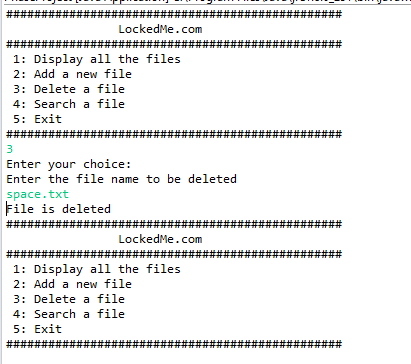 ################################################
LockedMe.com
################################################
1: Display all the files
2: Add a new file
3: Delete a file
4: Search a file
5: Exit
################################################
3
Enter your choice:
Enter the file name to be deleted
space.txt
File is deleted
################################################
LockedMe.com
################################################
1: Display all the files
2: Add a new file
3: Delete a file
4: Search a file
5: Exit
################################################